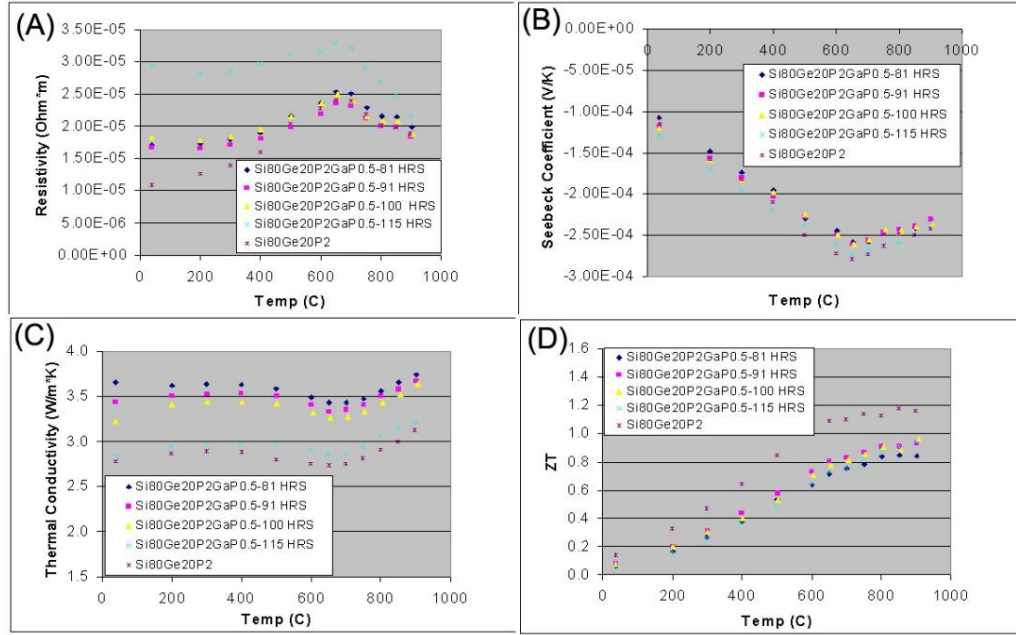 (A)
3.50E-05
3.00E-05
2.50E-05
2.00E-05
1.50E-05
1.00E-05
5.00E-06
0.00E+00
Resistivity (Ohm*m)
Si80Ge20P2GaP0.5-81 HRS
Si80Ge20P2GaP0.5-91 HRS
Si80Ge20P2GaP0.5-100 HRS
Si80Ge20P2GaP0.5-115 HRS
Si80Ge20P2
0 200 400 600 800 1000
Temp (C)
(B)
0.00E+00
-5.00E-05
-1.00E-04
-1.50E-04
-2.00E-04
-2.50E-04
-3.00E-04
Seebeck Coefficient (V/K)
0 200 400 600 800 1000
Si80Ge20P2GaP0.5-81 HRS
Si80Ge20P2GaP0.5-91 HRS
Si80Ge20P2GaP0.5-100 HRS
Si80Ge20P2GaP0.5-115 HRS
Si80Ge20P2
Temp (C)
(C)
4.0
3.5
3.0
2.5
2.0
1.5
1.0
Thermal Conductivity (W/m*K)
Si80Ge20P2GaP0.5-81 HRS
Si80Ge20P2GaP0.5-91 HRS
Si80Ge20P2GaP0.5-100 HRS
Si80Ge20P2GaP0.5-115 HRS
Si80Ge20P2
0 200 400 600 800 1000
Temp (C)
(D)
1.6
1.4
1.2
1.0
0.8
0.6
0.4
0.2
0.0
ZT
Si80Ge20P2GaP0.5-81 HRS
Si80Ge20P2GaP0.5-91 HRS
Si80Ge20P2GaP0.5-100 HRS
Si80Ge20P2GaP0.5-115 HRS
Si80Ge20P2
0 200 400 600 800 1000
Temp (C)